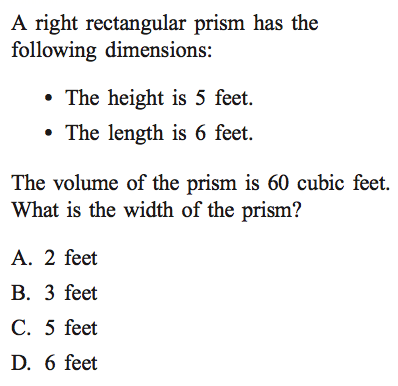 A right rectangular prism has the
following dimensions:
• The height is 5 feet.
• The length is 6 feet.
The volume of the prism is 60 cubic feet.
What is the width of the prism?
A. 2 feet
B. 3 feet
C. 5 feet
D. 6 feet